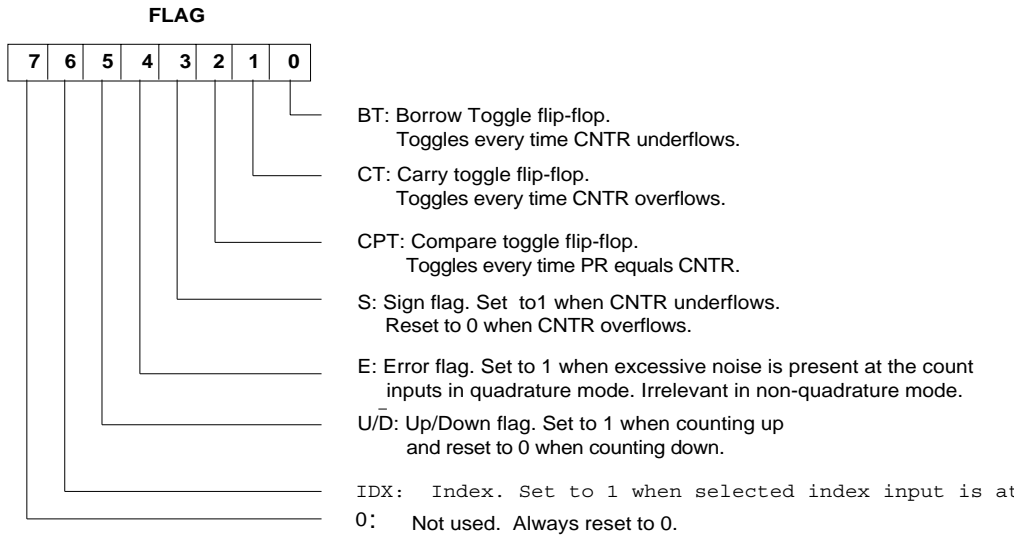 FLAG
7 6 5 4 3 2 1 0
BT: Borrow Toggle flip-flop.
Toggles every time CNTR underflows.
CT: Carry toggle flip-flop.
Toggles every time CNTR overflows.
CPT: Compare toggle flip-flop.
Toggles every time PR equals CNTR.
S: Sign flag. Set to1 when CNTR underflows.
Reset to 0 when CNTR overflows.
E: Error flag. Set to 1 when excessive noise is present at the count
inputs in quadrature mode. Irrelevant in non-quadrature mode.
U/D̅: Up/Down flag. Set to 1 when counting up
and reset to 0 when counting down.
IDX: Index. Set to 1 when selected index input is at
0: Not used. Always reset to 0.